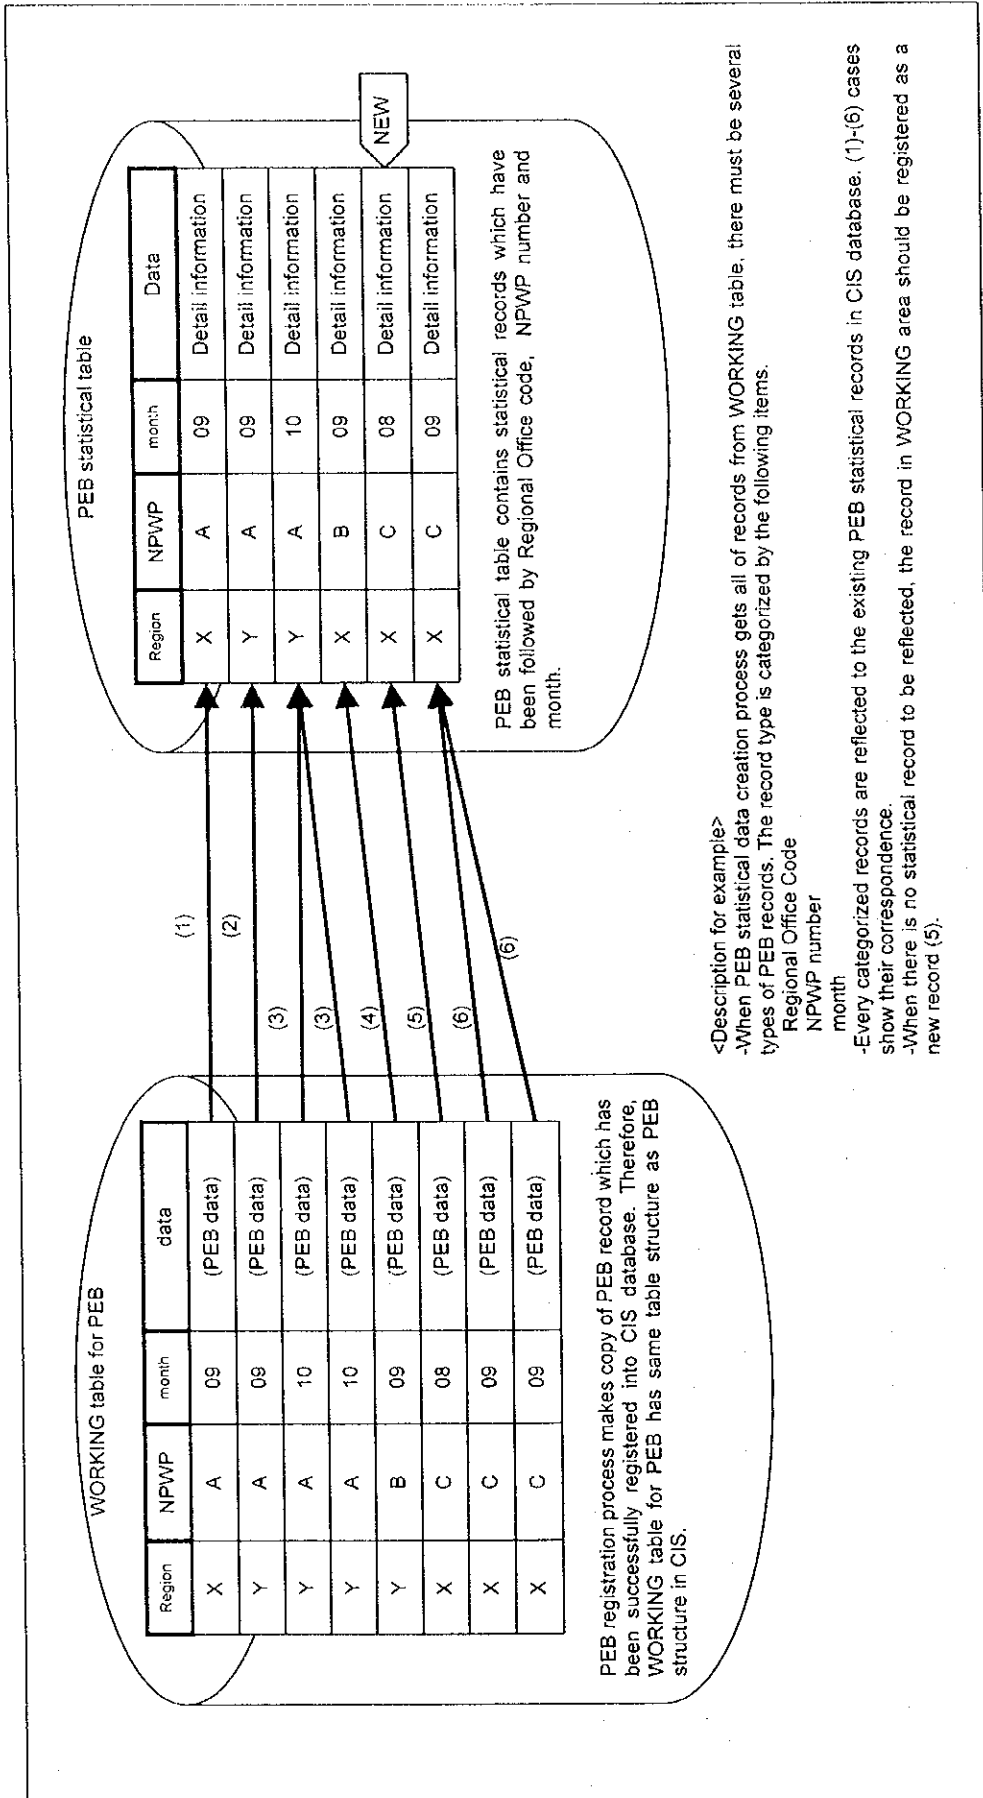 WORKING table for PEB
Region NPWP month data
X A 09 (PEB data)
Y A 09 (PEB data)
Y A 10 (PEB data)
Y A 10 (PEB data)
Y B 09 (PEB data)
X C 08 (PEB data)
X C 09 (PEB data)
X C 09 (PEB data)
PEB registration process makes copy of PEB record which has
been successfully registered into CIS database. Therefore,
WORKING table for PEB has same table structure as PEB
structure in CIS.
(1)
(2)
(3)
(3)
(4)
(5)
(6)
(6)
PEB statistical table
Region NPWP month Data
X A 09 Detail information
Y A 09 Detail information
Y A 10 Detail information
X B 09 Detail information
X C 08 Detail information
X C 09 Detail information
NEW
PEB statistical table contains statistical records which have
been followed by Regional Office code, NPWP number and
month.
<Description for example>
-When PEB statistical data creation process gets all of records from WORKING table, there must be several
types of PEB records. The record type is categorized by the following items.
Regional Office Code
NPWP number
month
-Every categorized records are reflected to the existing PEB statistical records in CIS database. (1)-(6) cases
show their correspondence.
-When there is no statistical record to be reflected, the record in WORKING area should be registered as a
new record (5).